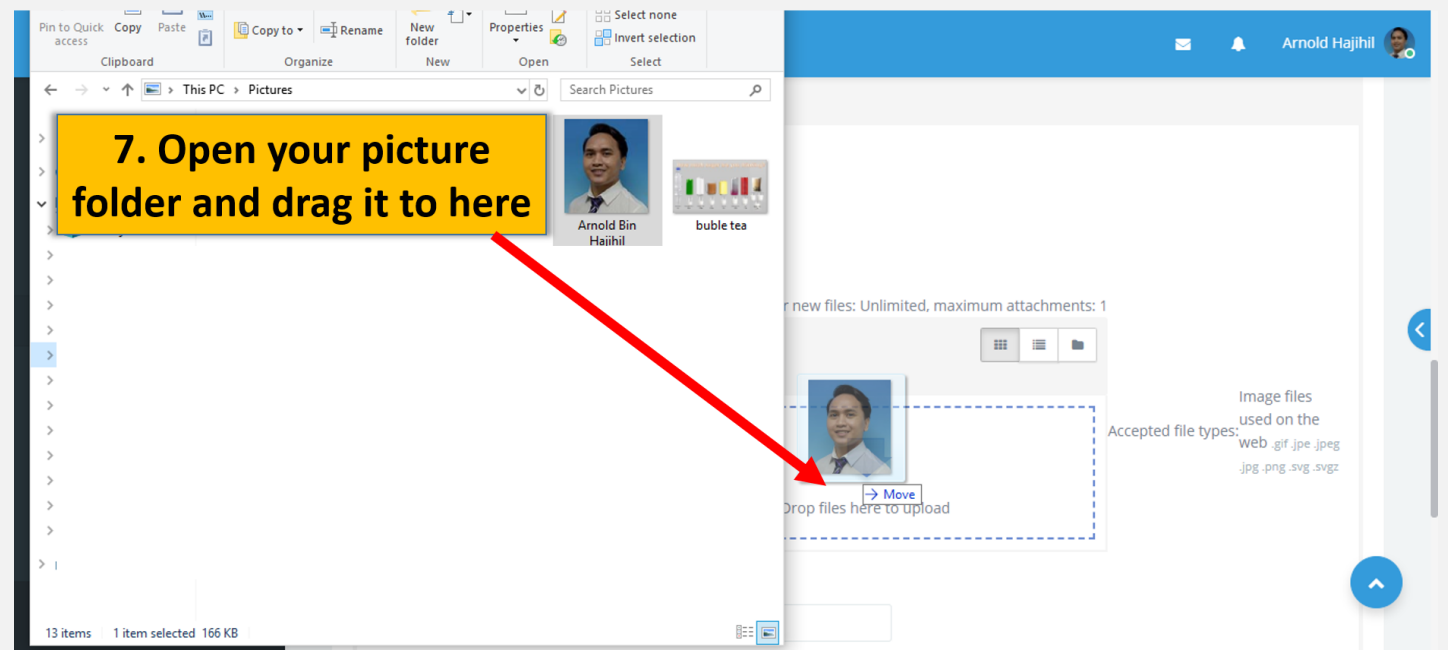 Select none
Pin to Quick access
Copy
Paste
Copy to
Rename
New folder
Properties
Invert selection
Clipboard
Organize
New
Open
Select
Arnold Hajihil
This PC > Pictures
Search Pictures
7. Open your picture
folder and drag it to here
Arnold Bin
Hajihil
buble tea
new files: Unlimited, maximum attachments: 1
Image files
used on the
Accepted file types:
web .gif .jpe .jpeg
.jpg .png .svg .svgz
Move
Drop files here to upload
13 items
1 item selected 166 KB